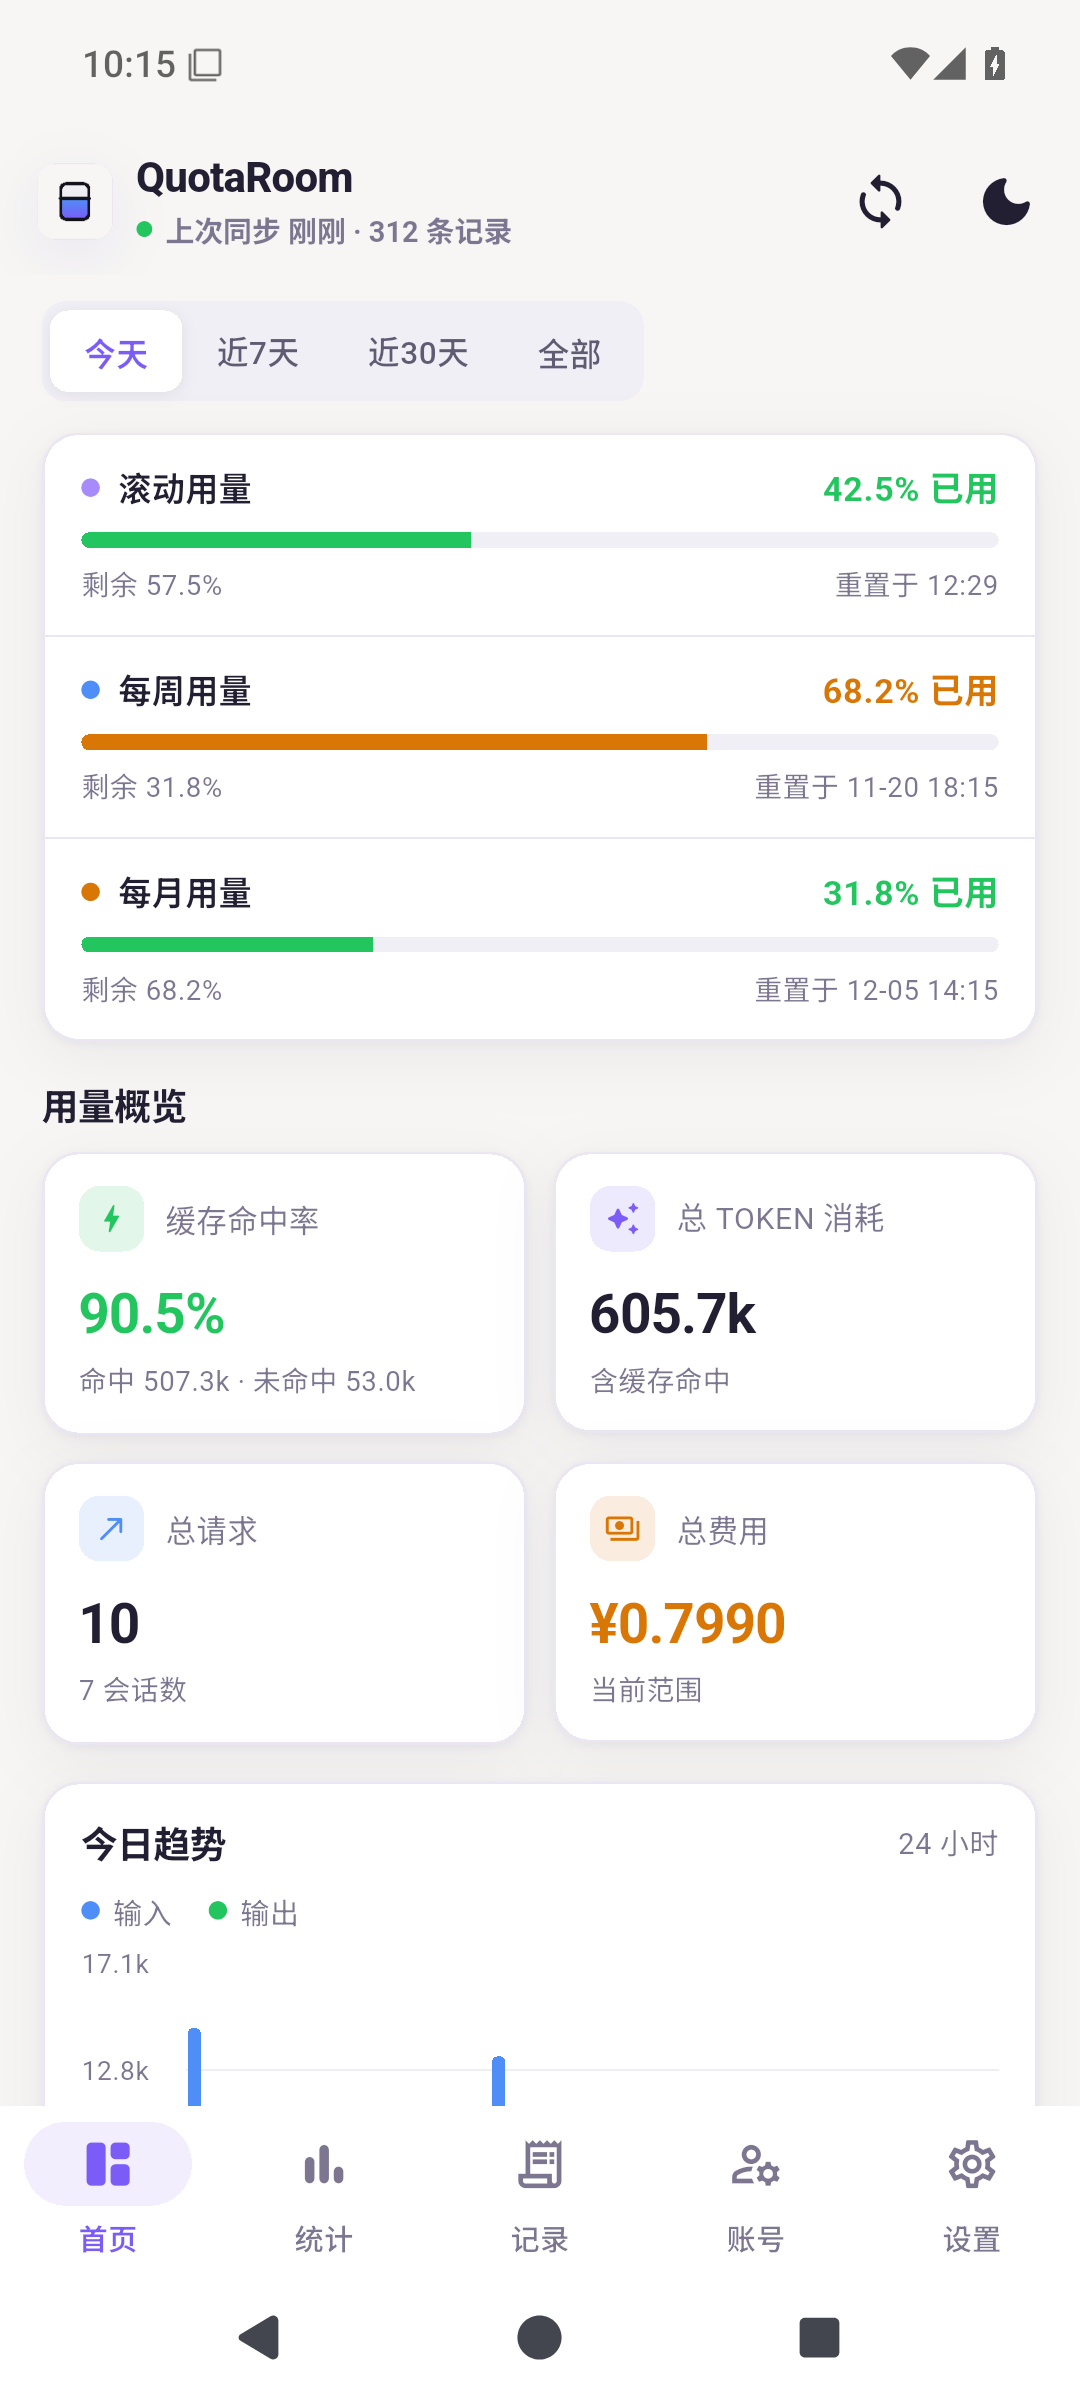 10:15
QuotaRoom
上次同步 刚刚 · 312 条记录
今天 近7天 近30天 全部
滚动用量 42.5% 已用
剩余 57.5% 重置于 12:29
每周用量 68.2% 已用
剩余 31.8% 重置于 11-20 18:15
每月用量 31.8% 已用
剩余 68.2% 重置于 12-05 14:15
用量概览
缓存命中率
90.5%
命中 507.3k · 未命中 53.0k
总 TOKEN 消耗
605.7k
含缓存命中
总请求
10
7 会话数
总费用
¥0.7990
当前范围
今日趋势 24 小时
输入 输出
17.1k
12.8k
首页 统计 记录 账号 设置